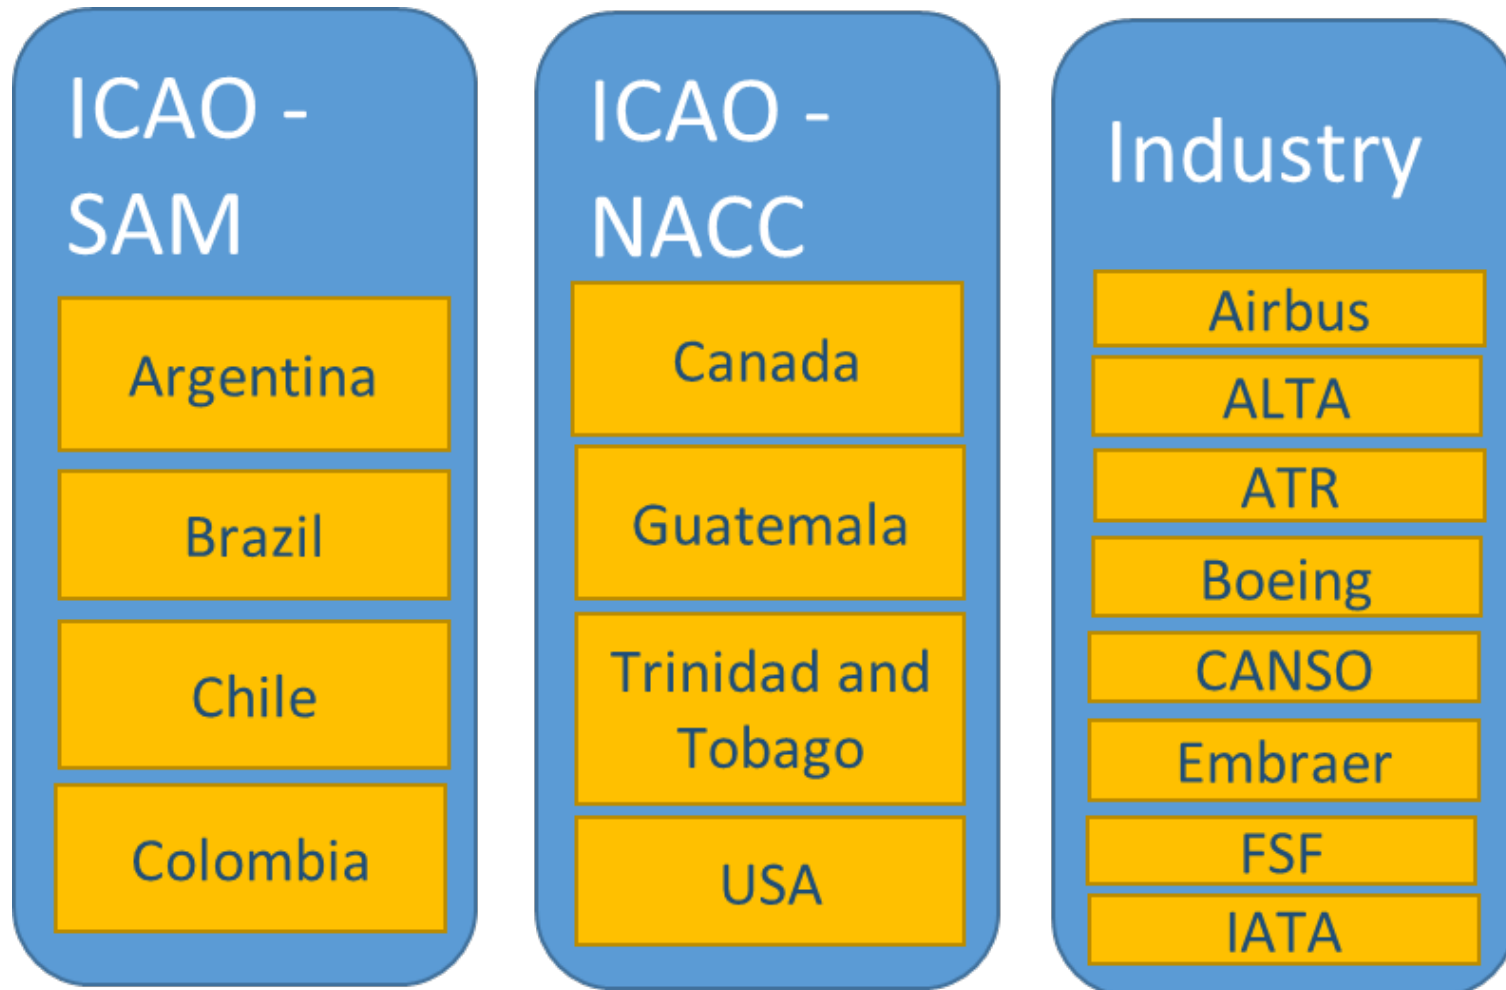 ICAO -
SAM
Argentina
Brazil
Chile
Colombia
ICAO -
NACC
Canada
Guatemala
Trinidad and
Tobago
USA
Industry
Airbus
ALTA
ATR
Boeing
CANSO
Embraer
FSF
IATA